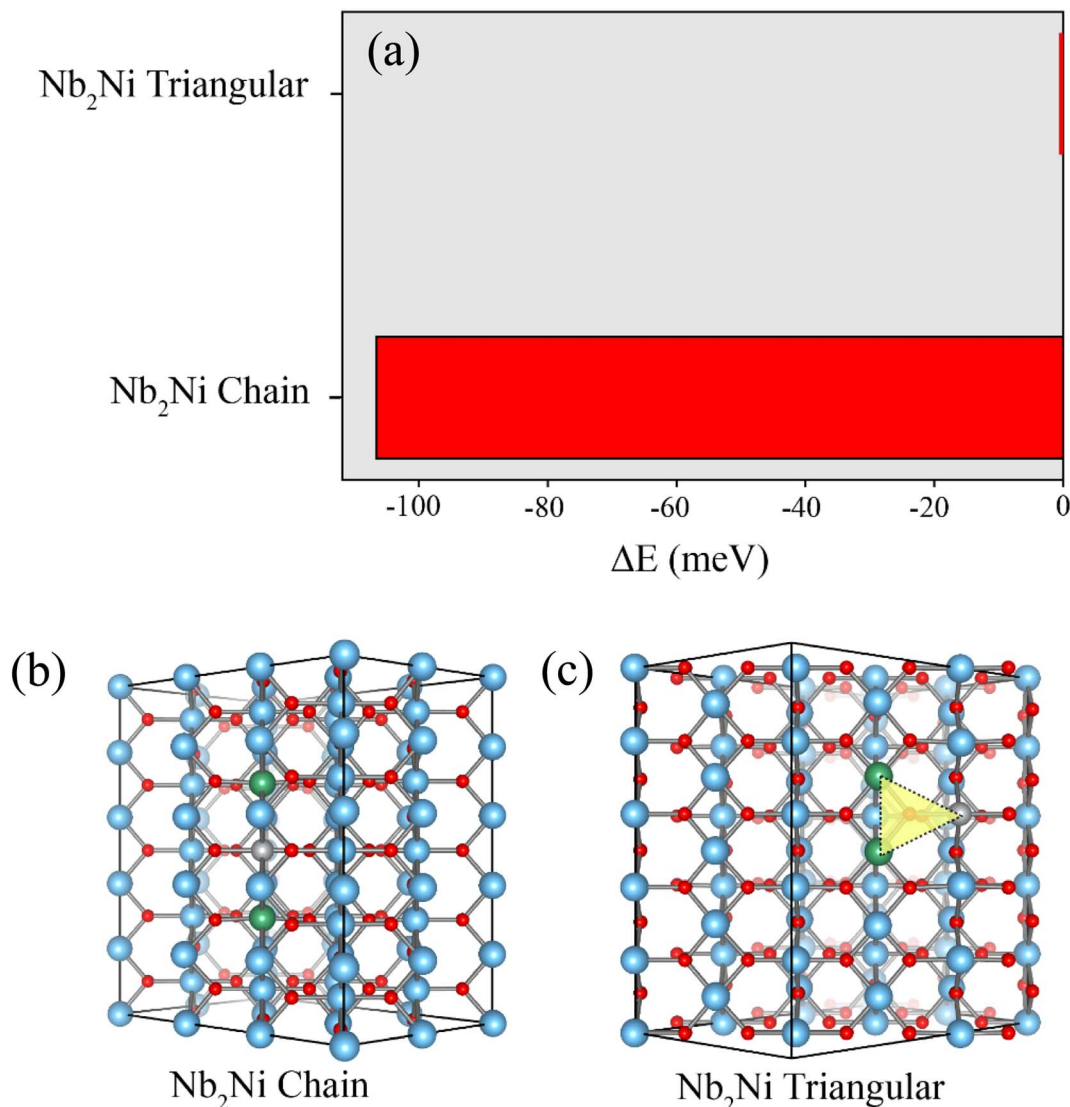 (a)
Nb₂Ni Triangular
Nb₂Ni Chain
-100 -80 -60 -40 -20 0
ΔE (meV)
(b)
(c)
Nb₂Ni Chain
Nb₂Ni Triangular